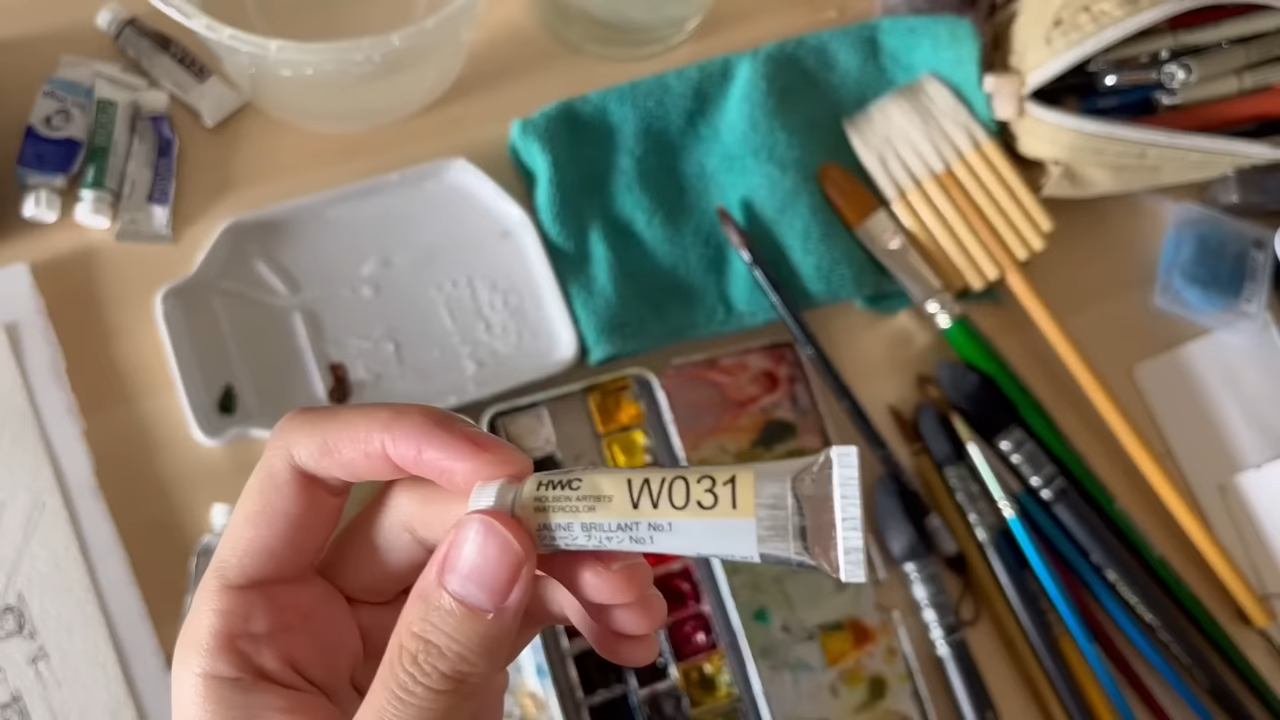 HWC
HOLBEIN ARTISTS'
WATERCOLOR
W031
JAUNE BRILLANT No.1
ジョーン ブリヤン No.1